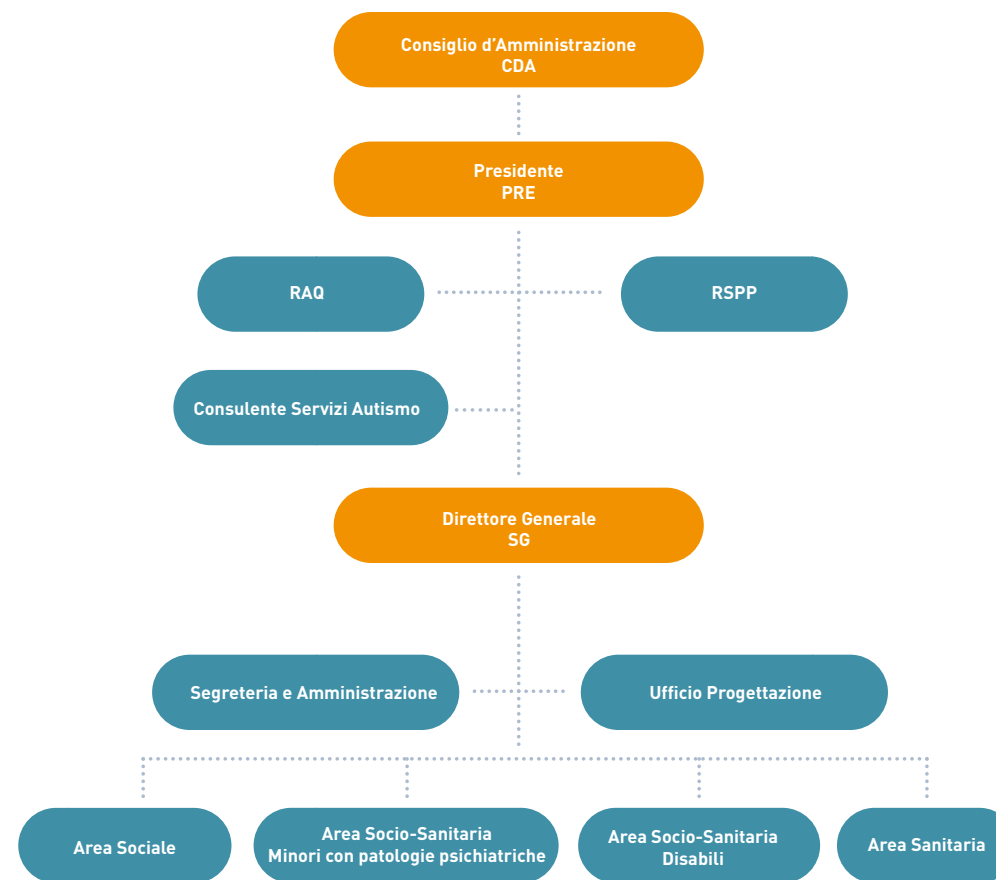 Consiglio d'Amministrazione
CDA
Presidente
PRE
RAQ
RSPP
Consulente Servizi Autismo
Direttore Generale
SG
Segreteria e Amministrazione
Ufficio Progettazione
Area Sociale
Area Socio-Sanitaria
Minori con patologie psichiatriche
Area Socio-Sanitaria
Disabili
Area Sanitaria